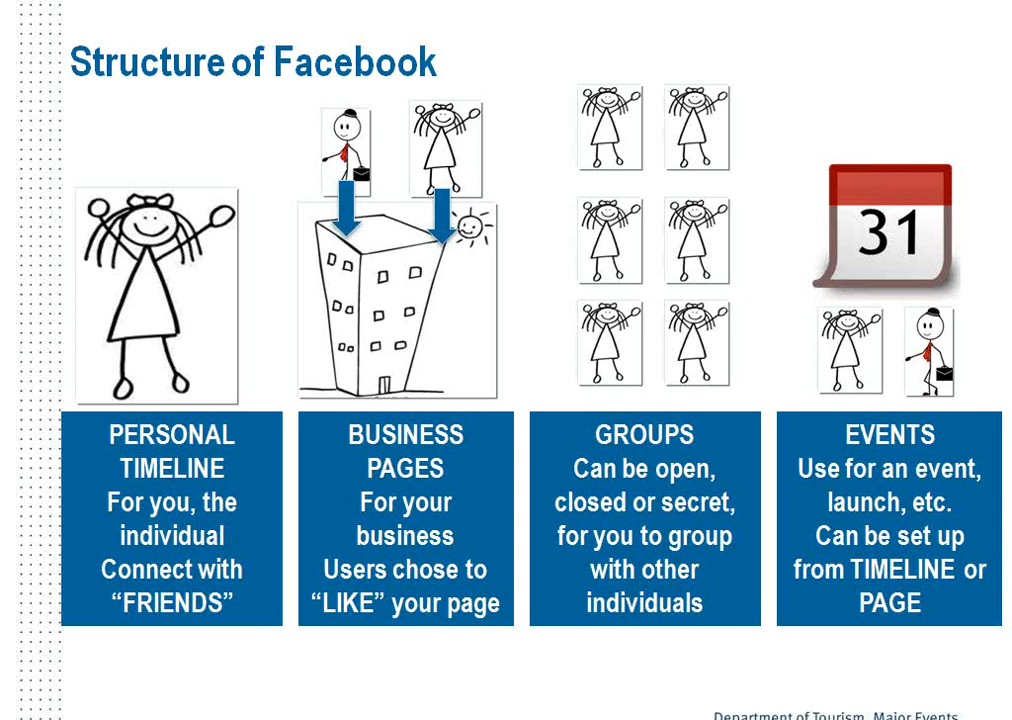 Structure of Facebook
31
PERSONAL
TIMELINE
For you, the
individual
Connect with
“FRIENDS”
BUSINESS
PAGES
For your
business
Users chose to
“LIKE” your page
GROUPS
Can be open,
closed or secret,
for you to group
with other
individuals
EVENTS
Use for an event,
launch, etc.
Can be set up
from TIMELINE or
PAGE
Department of Tourism, Major Events